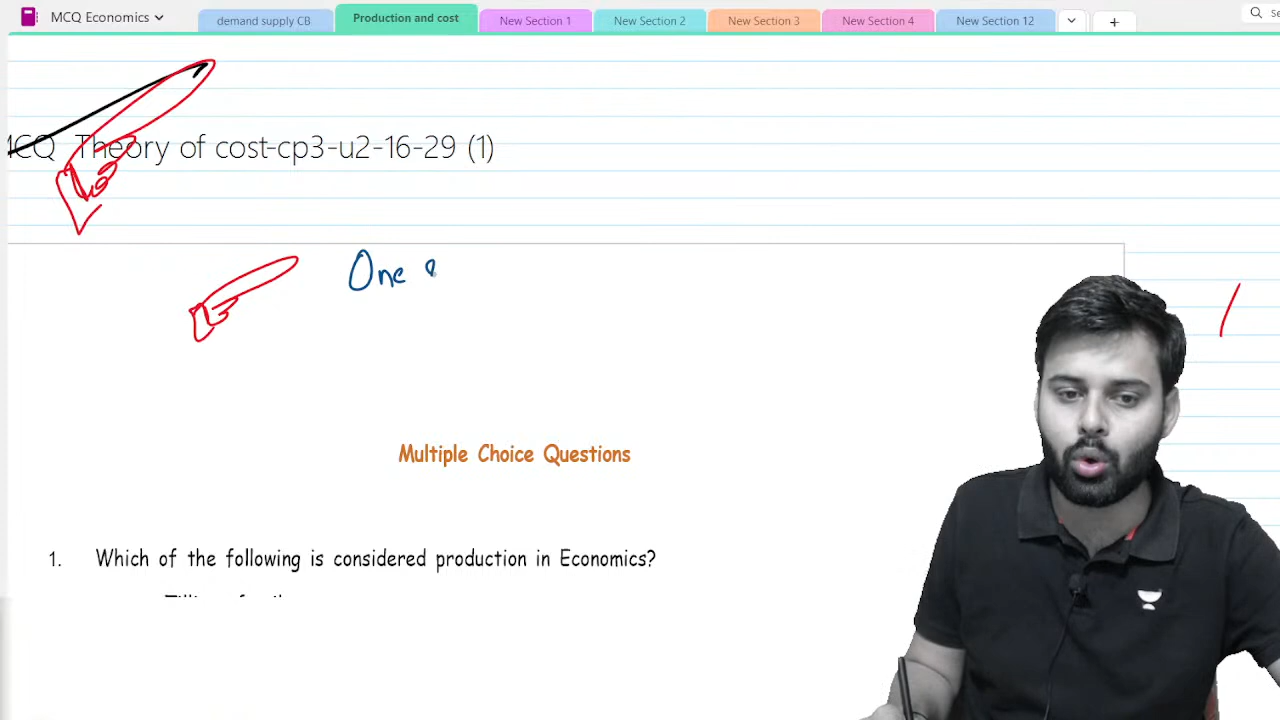 MCQ Economics
demand supply CB
Production and cost
New Section 1
New Section 2
New Section 3
New Section 4
New Section 12
MCQ Theory of cost-cp3-u2-16-29 (1)
One
Multiple Choice Questions
1. Which of the following is considered production in Economics?